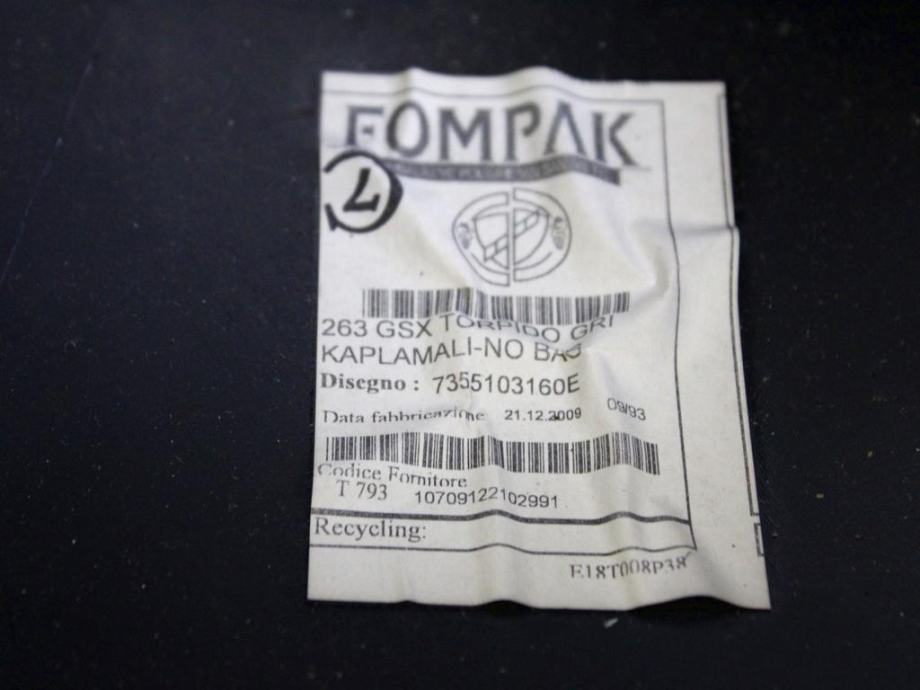 FOMPAK
7
263 GSX TORPIDO GRI
KAPLAMALI-NO BAG
Disegno : 7355103160E
Data fabbricazione 21.12.2009 09/93
Codice Fornitore
T 793 10709122102991
Recycling:
E18T008P38